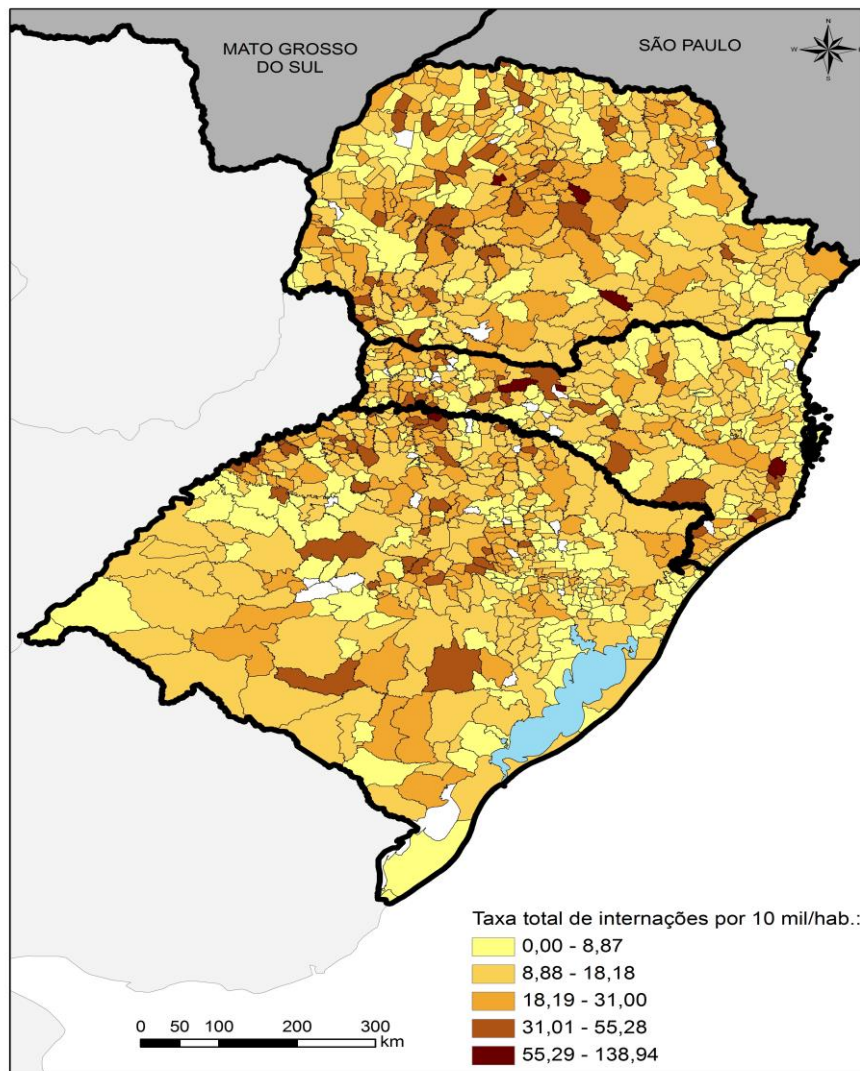 MATO GROSSO
DO SUL
SÃO PAULO
N
W
S
Taxa total de internações por 10 mil/hab.:
0,00 - 8,87
8,88 - 18,18
18,19 - 31,00
31,01 - 55,28
55,29 - 138,94
0 50 100 200 300
km